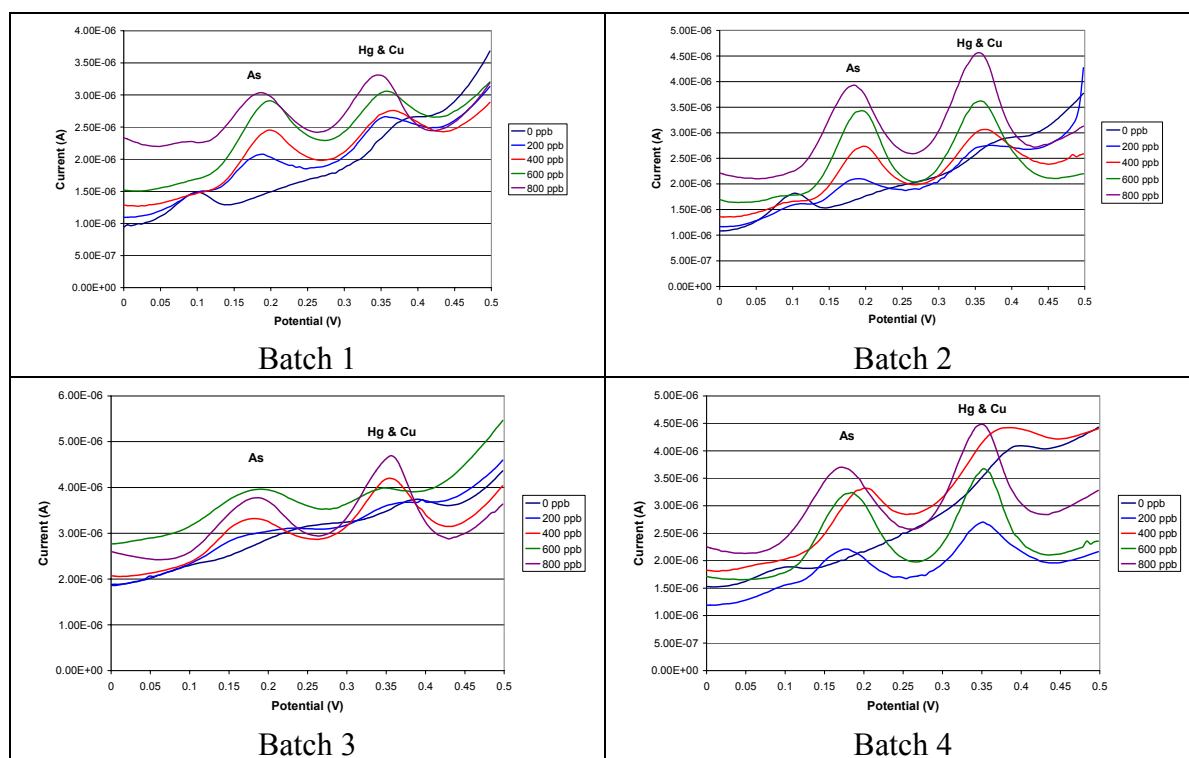 4.00E-06
3.50E-06
3.00E-06
2.50E-06
2.00E-06
1.50E-06
1.00E-06
5.00E-07
0.00E+00
Current (A)
As
Hg & Cu
0 ppb
200 ppb
400 ppb
600 ppb
800 ppb
0 0.05 0.1 0.15 0.2 0.25 0.3 0.35 0.4 0.45 0.5
Potential (V)
Batch 1
5.00E-06
4.50E-06
4.00E-06
3.50E-06
3.00E-06
2.50E-06
2.00E-06
1.50E-06
1.00E-06
5.00E-07
0.00E+00
Current (A)
As
Hg & Cu
0 ppb
200 ppb
400 ppb
600 ppb
800 ppb
0 0.05 0.1 0.15 0.2 0.25 0.3 0.35 0.4 0.45 0.5
Potential (V)
Batch 2
6.00E-06
5.00E-06
4.00E-06
3.00E-06
2.00E-06
1.00E-06
0.00E+00
Current (A)
As
Hg & Cu
0 ppb
200 ppb
400 ppb
600 ppb
800 ppb
0 0.05 0.1 0.15 0.2 0.25 0.3 0.35 0.4 0.45 0.5
Potential (V)
Batch 3
5.00E-06
4.50E-06
4.00E-06
3.50E-06
3.00E-06
2.50E-06
2.00E-06
1.50E-06
1.00E-06
5.00E-07
0.00E+00
Current (A)
As
Hg & Cu
0 ppb
200 ppb
400 ppb
600 ppb
800 ppb
0 0.05 0.1 0.15 0.2 0.25 0.3 0.35 0.4 0.45 0.5
Potential (V)
Batch 4